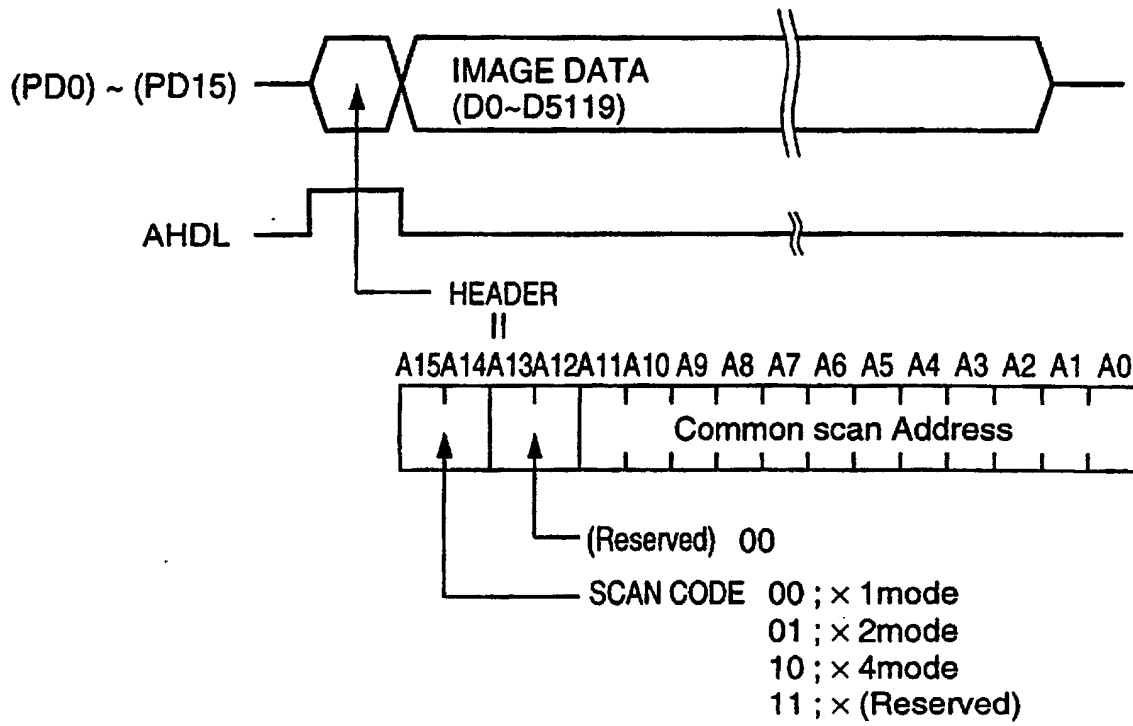 (PD0) ~ (PD15)
IMAGE DATA
(D0~D5119)
AHDL
HEADER
A15A14A13A12A11A10 A9 A8 A7 A6 A5 A4 A3 A2 A1 A0
Common scan Address
(Reserved) 00
SCAN CODE 00 ; × 1mode
01 ; × 2mode
10 ; × 4mode
11 ; × (Reserved)